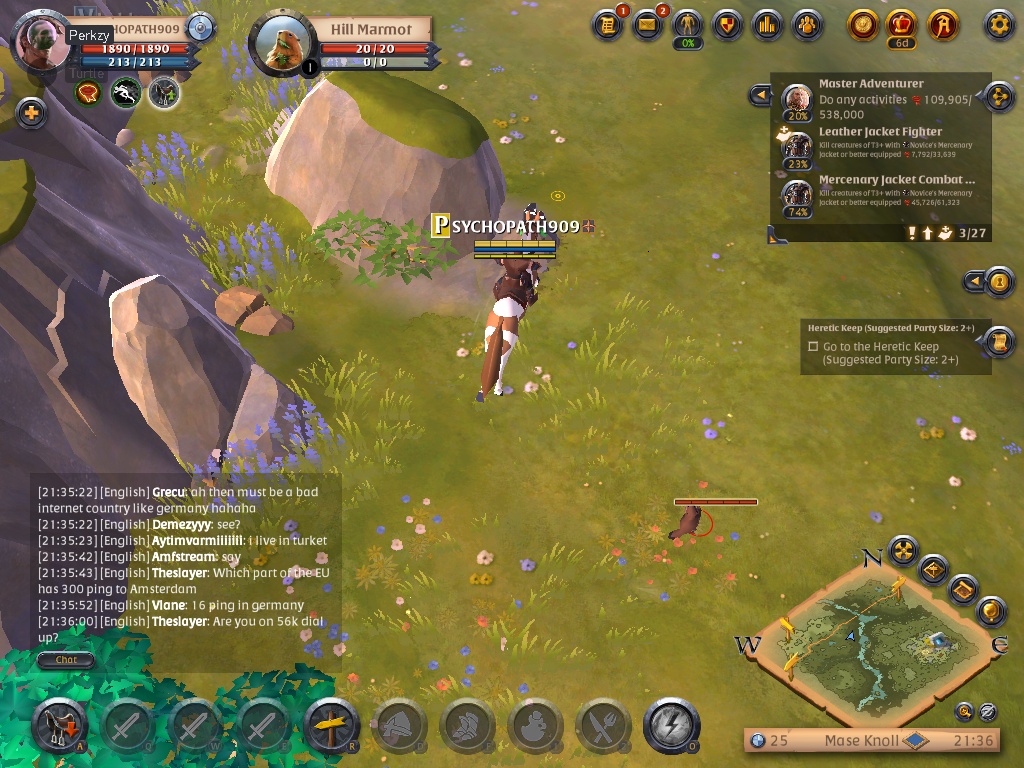 Perkzy
HOPATH909
1890/1890
213/213
Turtle
Hill Marmot
20/20
0/0
I
1
2
0%
6d
Master Adventurer
Do any activities 109,905/
538,000
20%
Leather Jacket Fighter
Kill creatures of T3+ with Novice's Mercenary
Jacket or better equipped 7,792/33,639
23%
Mercenary Jacket Combat ...
Kill creatures of T3+ with Novice's Mercenary
Jacket or better equipped 45,726/61,323
74%
3/27
PSYCHOPATH909
Heretic Keep (Suggested Party Size: 2+)
Go to the Heretic Keep
(Suggested Party Size: 2+)
[21:35:22] [English] Grecu: ah then must be a bad
internet country like germany hahaha
[21:35:22] [English] Demezyyy: see?
[21:35:23] [English] Aytimvarmiiiiiii: i live in turket
[21:35:42] [English] Amfstream: say
[21:35:43] [English] Theslayer: Which part of the EU
has 300 ping to Amsterdam
[21:35:52] [English] Vlane: 16 ping in germany
[21:36:00] [English] Theslayer: Are you on 56k dial
up?
Chat
N
W
E
A
Q
W
E
R
O
25 Mase Knoll 21:36